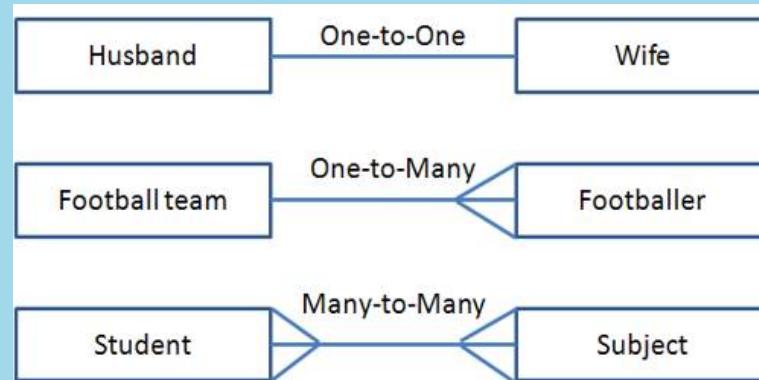 One-to-One
Husband
Wife
One-to-Many
Football team
Footballer
Many-to-Many
Student
Subject